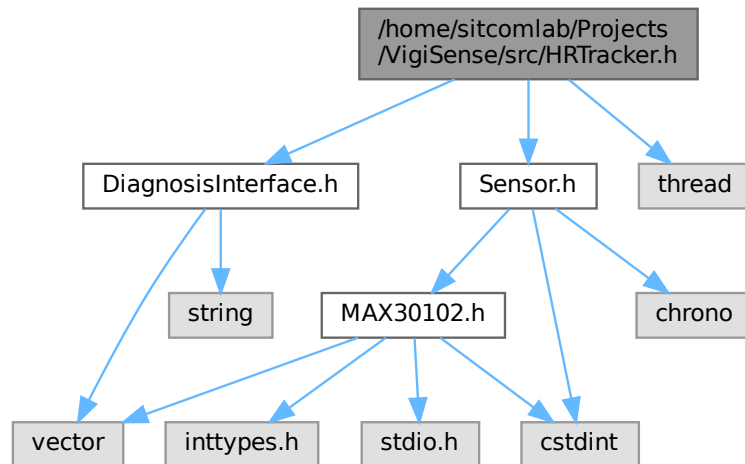 /home/sitcomlab/Projects
/VigiSense/src/HRTracker.h
DiagnosisInterface.h
Sensor.h
thread
string
MAX30102.h
chrono
vector
inttypes.h
stdio.h
cstdint